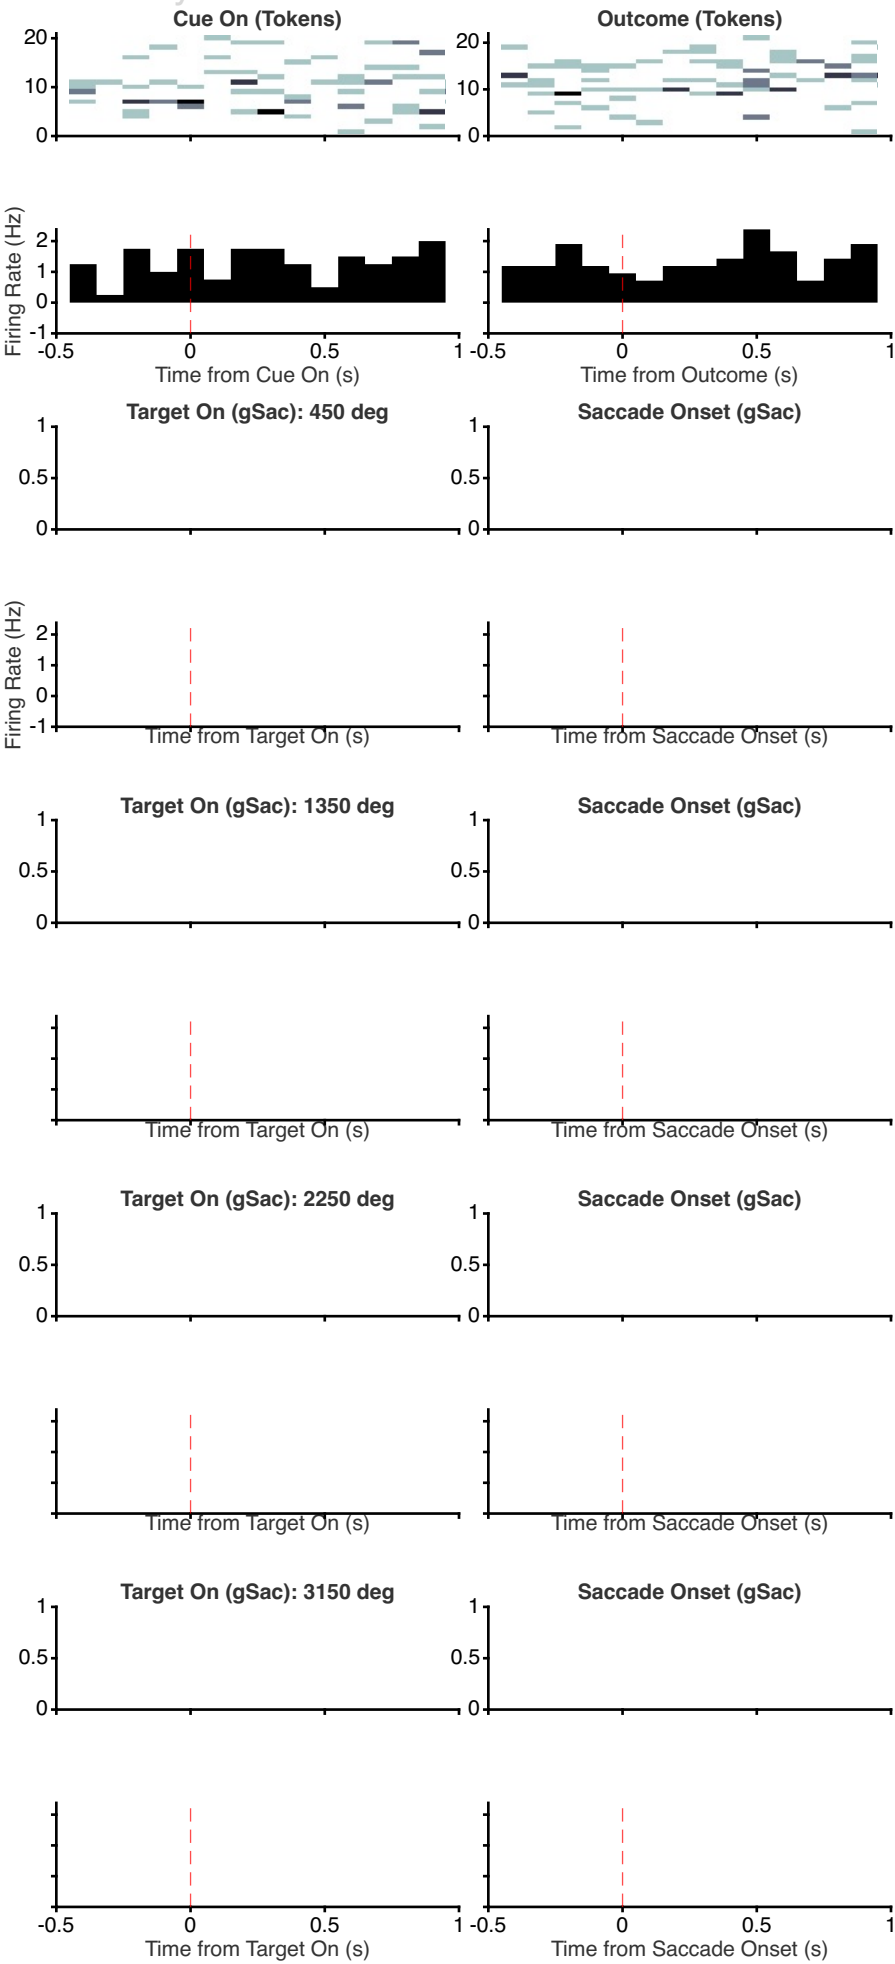 Cue On (Tokens) Outcome (Tokens)
20 20
10 10
0 0
Firing Rate (Hz)
2
1
0
-1
-0.5 0 0.5 1 -0.5 0 0.5 1
Time from Cue On (s) Time from Outcome (s)
Target On (gSac): 450 deg Saccade Onset (gSac)
1 1
0.5 0.5
0 0
Firing Rate (Hz)
2
1
0
-1
Time from Target On (s) Time from Saccade Onset (s)
Target On (gSac): 1350 deg Saccade Onset (gSac)
1 1
0.5 0.5
0 0
Time from Target On (s) Time from Saccade Onset (s)
Target On (gSac): 2250 deg Saccade Onset (gSac)
1 1
0.5 0.5
0 0
Time from Target On (s) Time from Saccade Onset (s)
Target On (gSac): 3150 deg Saccade Onset (gSac)
1 1
0.5 0.5
0 0
-0.5 0 0.5 1 -0.5 0 0.5 1
Time from Target On (s) Time from Saccade Onset (s)